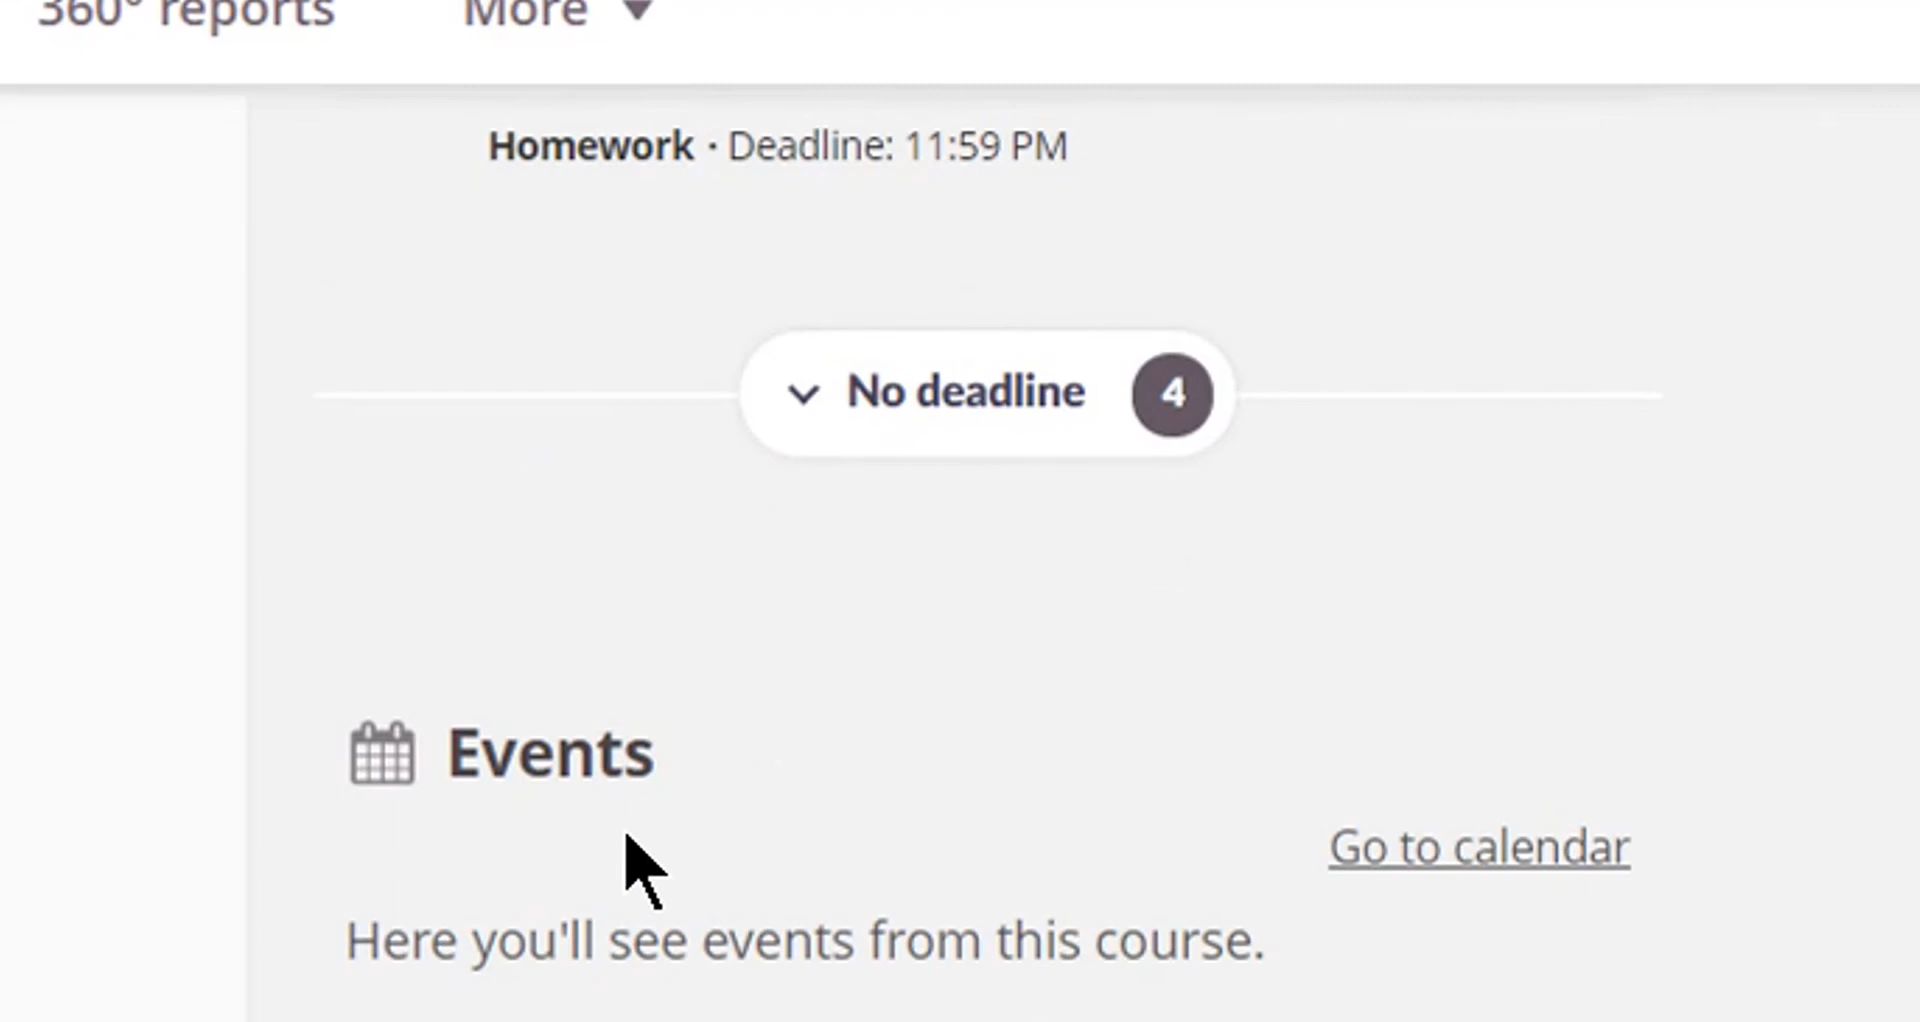 360° reports More
Homework · Deadline: 11:59 PM
No deadline 4
Events
Go to calendar
Here you'll see events from this course.